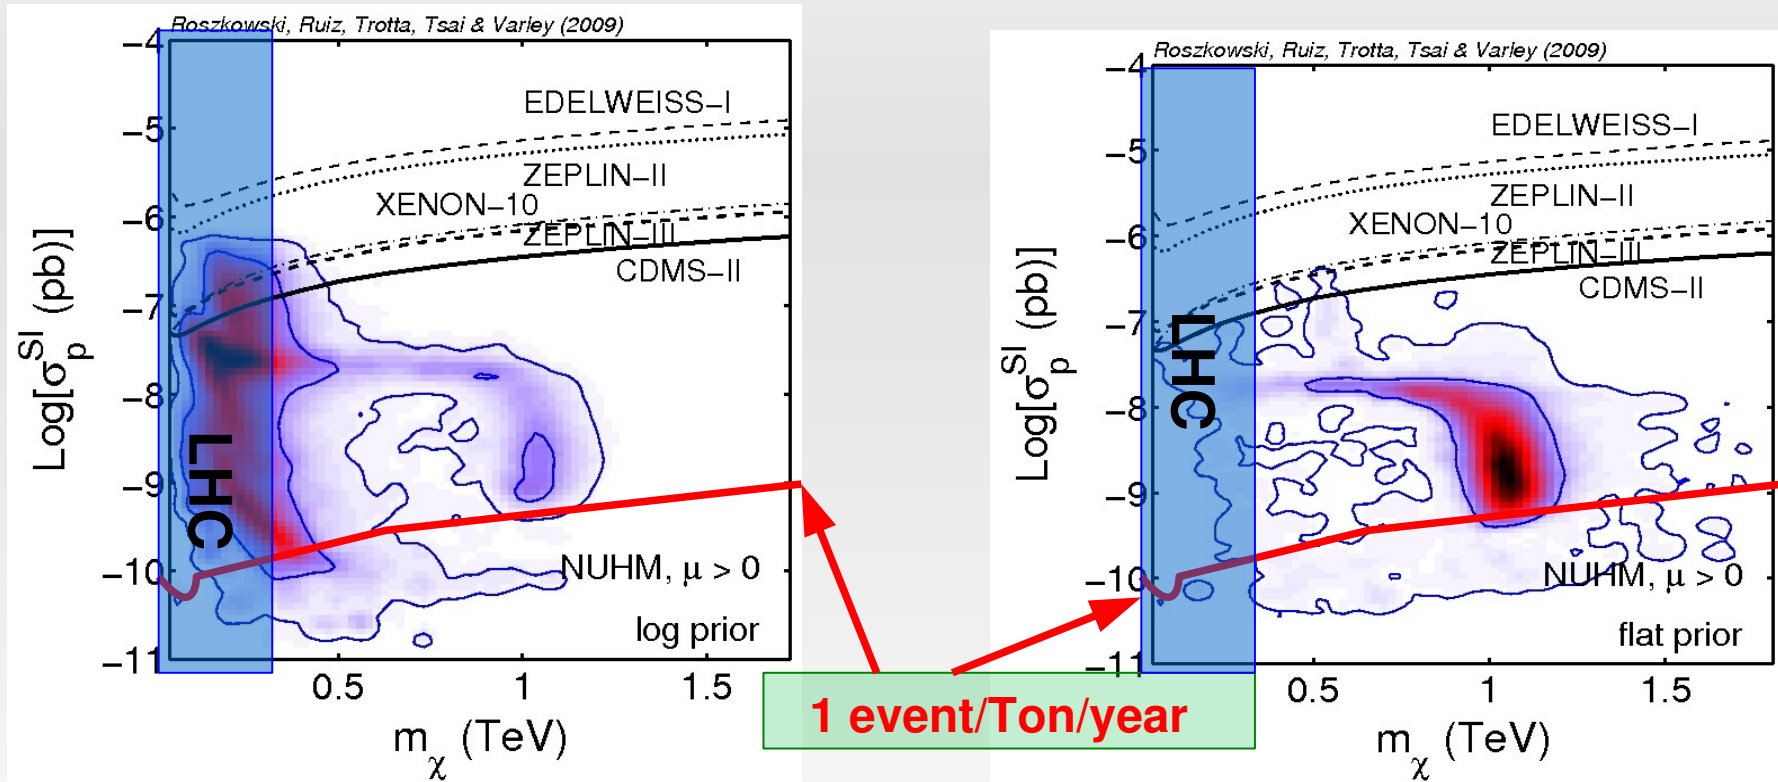 Roszkowski, Ruiz, Trotta, Tsai & Varley (2009)
−4
−5
−6
−7
−8
−9
−10
−11
Log[σp^SI (pb)]
EDELWEISS−I
ZEPLIN−II
XENON−10
ZEPLIN−III
CDMS−II
LHC
NUHM, μ > 0
log prior
0.5
1
1.5
mχ (TeV)
Roszkowski, Ruiz, Trotta, Tsai & Varley (2009)
−4
−5
−6
−7
−8
−9
−10
−11
Log[σp^SI (pb)]
EDELWEISS−I
ZEPLIN−II
XENON−10
ZEPLIN−III
CDMS−II
LHC
NUHM, μ > 0
flat prior
0.5
1
1.5
mχ (TeV)
1 event/Ton/year